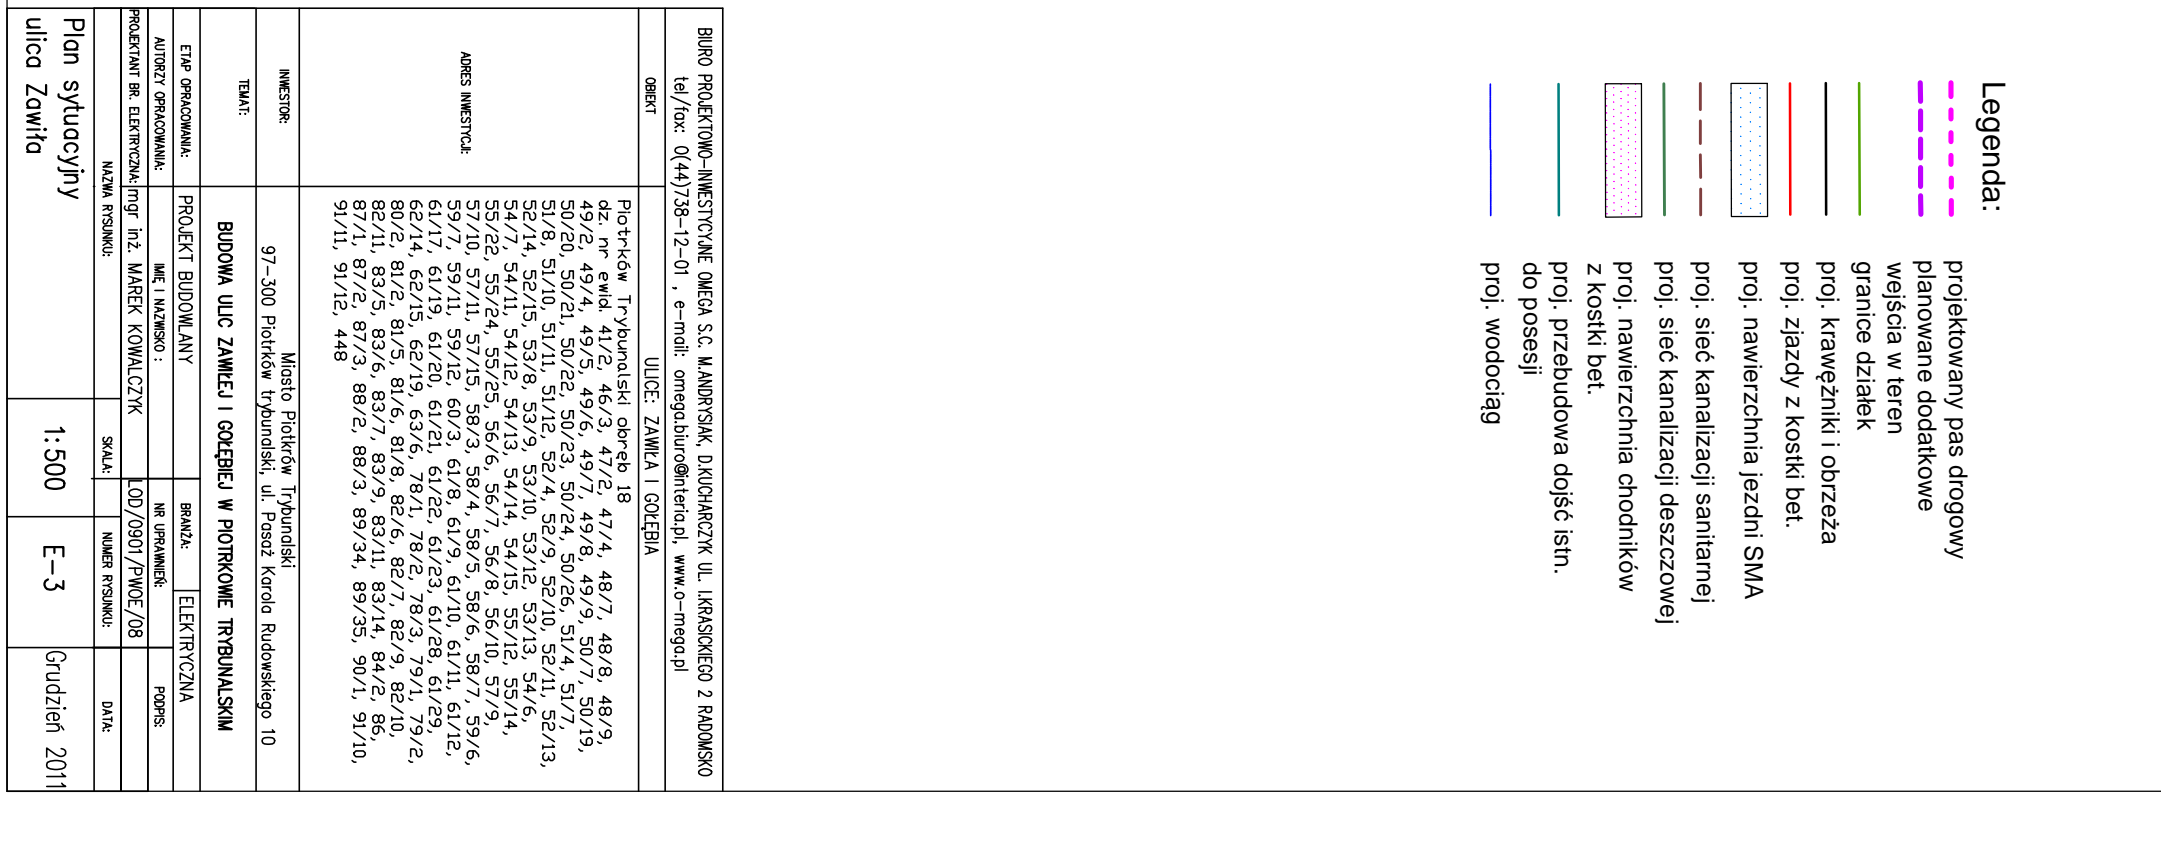 Legenda:
projektowany pas drogowy
planowane dodatkowe
wejścia w teren
granice działek
proj. krawężniki i obrzeża
proj. zjazdy z kostki bet.
proj. nawierzchnia jezdni SMA
proj. sieć kanalizacji sanitarnej
proj. sieć kanalizacji deszczowej
proj. nawierzchnia chodników
z kostki bet.
proj. przebudowa dojść istn.
do posesji
proj. wodociąg
BIURO PROJEKTOWO-INWESTYCYJNE OMEGA S.C. M.ANDRYSIAK, D.KUCHARCZYK UL. I.KRASICKIEGO 2 RADOMSKO
tel/fax: 0(44)738-12-01 , e-mail: omega.biuro@interia.pl, www.o-mega.pl
OBIEKT
ULICE: ZAWIŁA I GOŁĘBIA
ADRES INWESTYCJI:
Piotrków Trybunalski obręb 18
dz. nr ewid. 41/2, 46/3, 47/2, 47/4, 48/7, 48/8, 48/9,
49/2, 49/4, 49/5, 49/6, 49/7, 49/8, 49/9, 50/7, 50/19,
50/20, 50/21, 50/22, 50/23, 50/24, 50/26, 51/4, 51/7,
51/8, 51/10, 51/11, 51/12, 52/4, 52/9, 52/10, 52/11, 52/13,
52/14, 52/15, 53/8, 53/9, 53/10, 53/12, 53/13, 54/6,
54/7, 54/11, 54/12, 54/13, 54/14, 54/15, 55/12, 55/14,
55/22, 55/24, 55/25, 56/6, 56/7, 56/8, 56/10, 57/9,
57/10, 57/11, 57/15, 58/3, 58/4, 58/5, 58/6, 58/7, 59/6,
59/7, 59/11, 59/12, 60/3, 61/8, 61/9, 61/10, 61/11, 61/12,
61/17, 61/19, 61/20, 61/21, 61/22, 61/23, 61/28, 61/29,
62/14, 62/15, 62/19, 63/6, 78/1, 78/2, 78/3, 79/1, 79/2,
80/2, 81/2, 81/5, 81/6, 81/8, 82/6, 82/7, 82/9, 82/10,
82/11, 83/5, 83/6, 83/7, 83/9, 83/11, 83/14, 84/2, 86,
87/1, 87/2, 87/3, 88/2, 88/3, 89/34, 89/35, 90/1, 91/10,
91/11, 91/12, 448
INWESTOR:
Miasto Piotkrów Trybunalski
97-300 Piotrków trybunalski, ul. Pasaż Karola Rudowskiego 10
TEMAT:
BUDOWA ULIC ZAWIŁEJ I GOŁĘBIEJ W PIOTRKOWIE TRYBUNALSKIM
ETAP OPRACOWANIA:
PROJEKT BUDOWLANY
BRANŻA:
ELEKTRYCZNA
AUTORZY OPRACOWANIA:
IMIĘ I NAZWISKO :
NR UPRAWNIEŃ:
PODPIS:
PROJEKTANT BR. ELEKTRYCZNA:
mgr inż. MAREK KOWALCZYK
LOD/0901/PWOE/08
NAZWA RYSUNKU:
SKALA:
NUMER RYSUNKU:
DATA:
Plan sytuacyjny
ulica Zawiła
1:500
E-3
Grudzień 2011